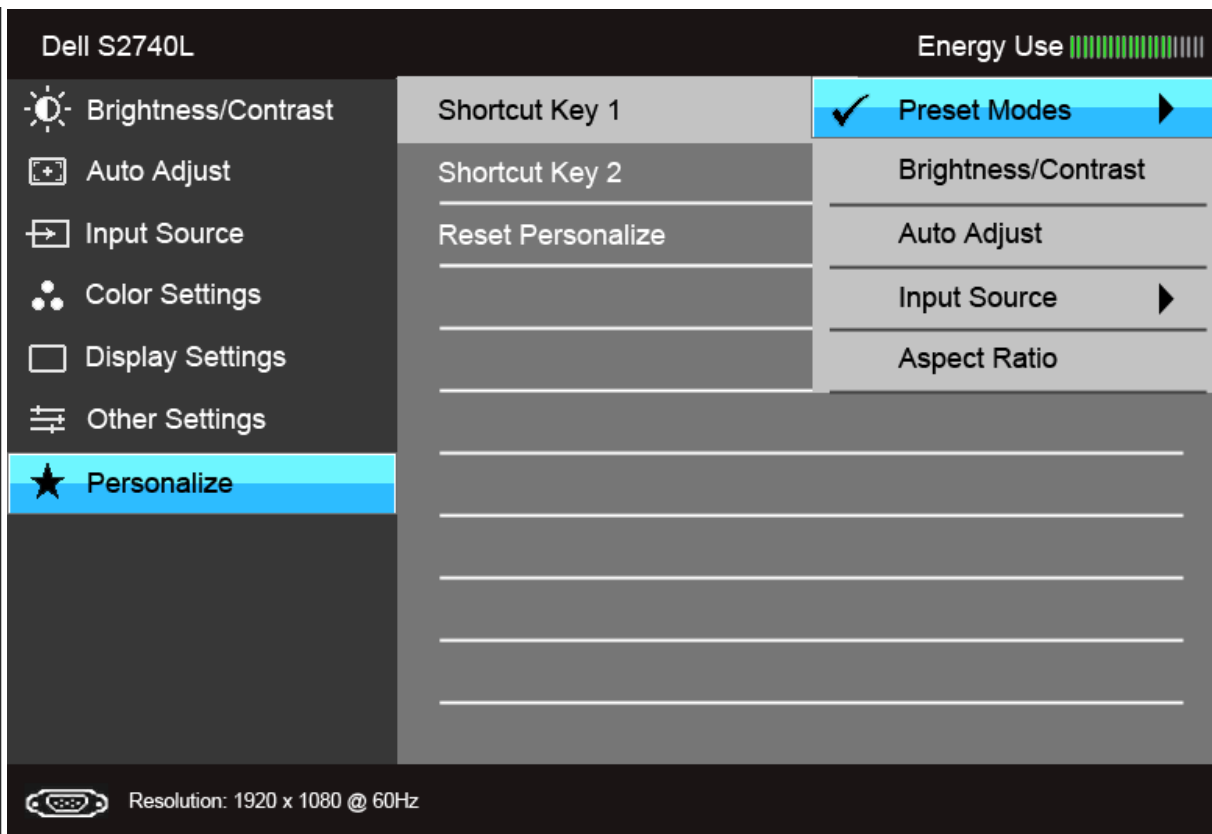 Dell S2740L
Energy Use
Brightness/Contrast
Auto Adjust
Input Source
Color Settings
Display Settings
Other Settings
Personalize
Shortcut Key 1
Shortcut Key 2
Reset Personalize
Preset Modes
Brightness/Contrast
Auto Adjust
Input Source
Aspect Ratio
Resolution: 1920 x 1080 @ 60Hz